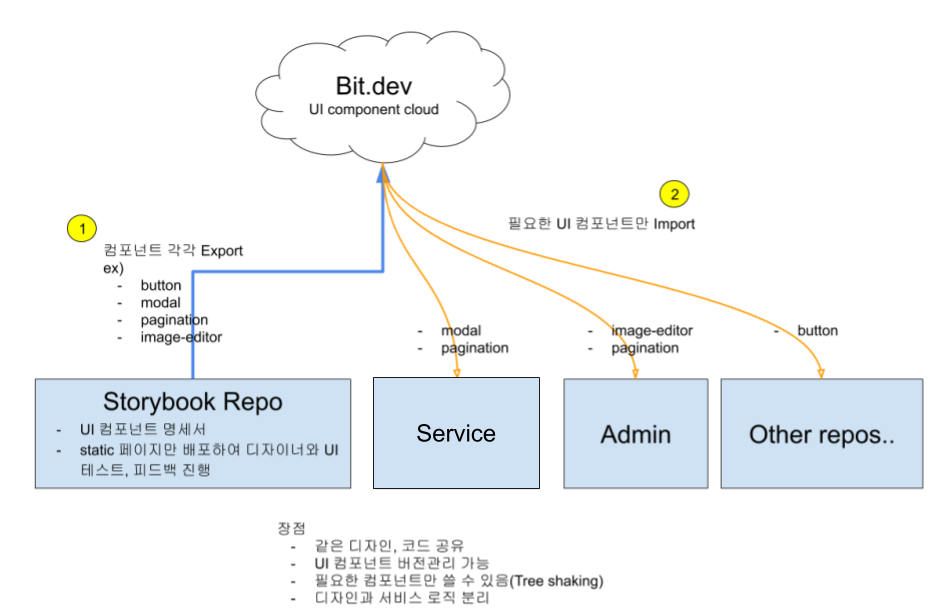 Bit.dev
UI component cloud
1
컴포넌트 각각 Export
ex)
- button
- modal
- pagination
- image-editor
2
필요한 UI 컴포넌트만 Import
- modal
- pagination
- image-editor
- pagination
- button
Storybook Repo
- UI 컴포넌트 명세서
- static 페이지만 배포하여 디자이너와 UI
테스트, 피드백 진행
Service
Admin
Other repos..
장점
- 같은 디자인, 코드 공유
- UI 컴포넌트 버전관리 가능
- 필요한 컴포넌트만 쓸 수 있음(Tree shaking)
- 디자인과 서비스 로직 분리